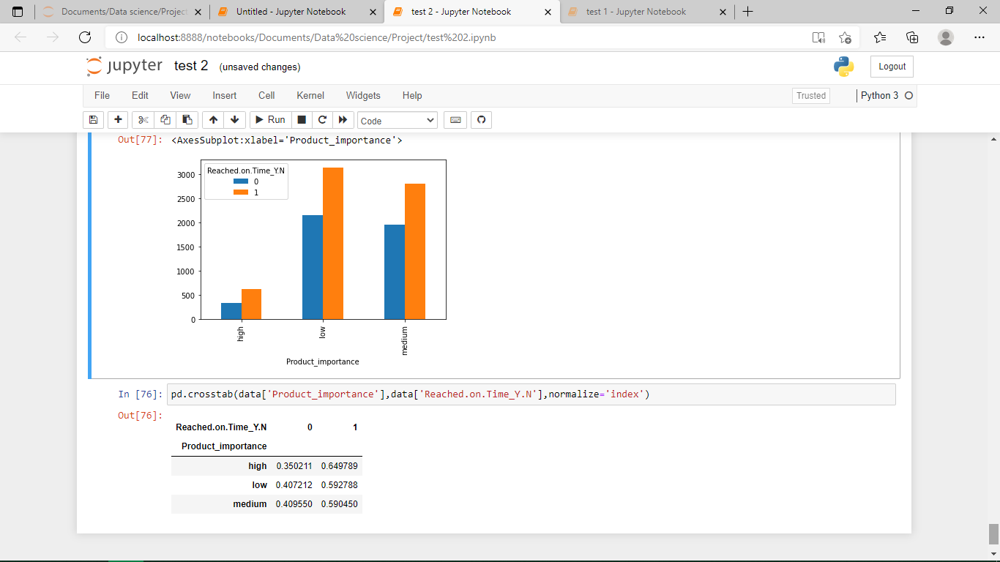 Documents/Data science/Project
Untitled - Jupyter Notebook
test 2 - Jupyter Notebook
test 1 - Jupyter Notebook
localhost:8888/notebooks/Documents/Data%20science/Project/test%202.ipynb
jupyter test 2 (unsaved changes)
Logout
File Edit View Insert Cell Kernel Widgets Help
Trusted
Python 3
Run
Code
Out[77]: <AxesSubplot:xlabel='Product_importance'>
Reached.on.Time_Y.N
0
1
3000
2500
2000
1500
1000
500
0
high
low
medium
Product_importance
In [76]: pd.crosstab(data['Product_importance'],data['Reached.on.Time_Y.N'],normalize='index')
Out[76]:
Reached.on.Time_Y.N 0 1
Product_importance
high 0.350211 0.649789
low 0.407212 0.592788
medium 0.409550 0.590450